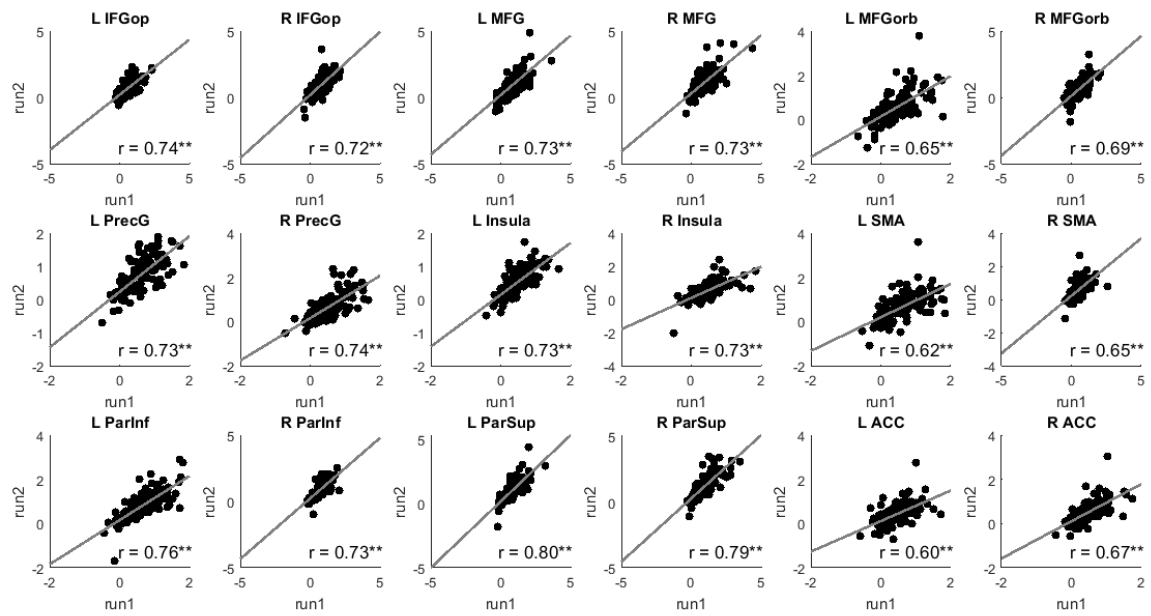 L IFGop
5
0
-5
run2
r = 0.74**
-5 0 5
run1
R IFGop
5
0
-5
run2
r = 0.72**
-5 0 5
run1
L MFG
5
0
-5
run2
r = 0.73**
-5 0 5
run1
R MFG
5
0
-5
run2
r = 0.73**
-5 0 5
run1
L MFGorb
4
2
0
-2
run2
r = 0.65**
-2 0 2
run1
R MFGorb
5
0
-5
run2
r = 0.69**
-5 0 5
run1
L PrecG
2
1
0
-1
-2
run2
r = 0.73**
-2 0 2
run1
R PrecG
4
2
0
-2
run2
r = 0.74**
-2 0 2
run1
L Insula
2
1
0
-1
-2
run2
r = 0.73**
-2 0 2
run1
R Insula
4
2
0
-2
-4
run2
r = 0.73**
-2 0 2
run1
L SMA
4
2
0
-2
run2
r = 0.62**
-2 0 2
run1
R SMA
4
2
0
-2
-4
run2
r = 0.65**
-5 0 5
run1
L ParInf
4
2
0
-2
run2
r = 0.76**
-2 0 2
run1
R ParInf
5
0
-5
run2
r = 0.73**
-5 0 5
run1
L ParSup
5
0
-5
run2
r = 0.80**
-5 0 5
run1
R ParSup
5
0
-5
run2
r = 0.79**
-5 0 5
run1
L ACC
4
2
0
-2
run2
r = 0.60**
-2 0 2
run1
R ACC
4
2
0
-2
run2
r = 0.67**
-2 0 2
run1